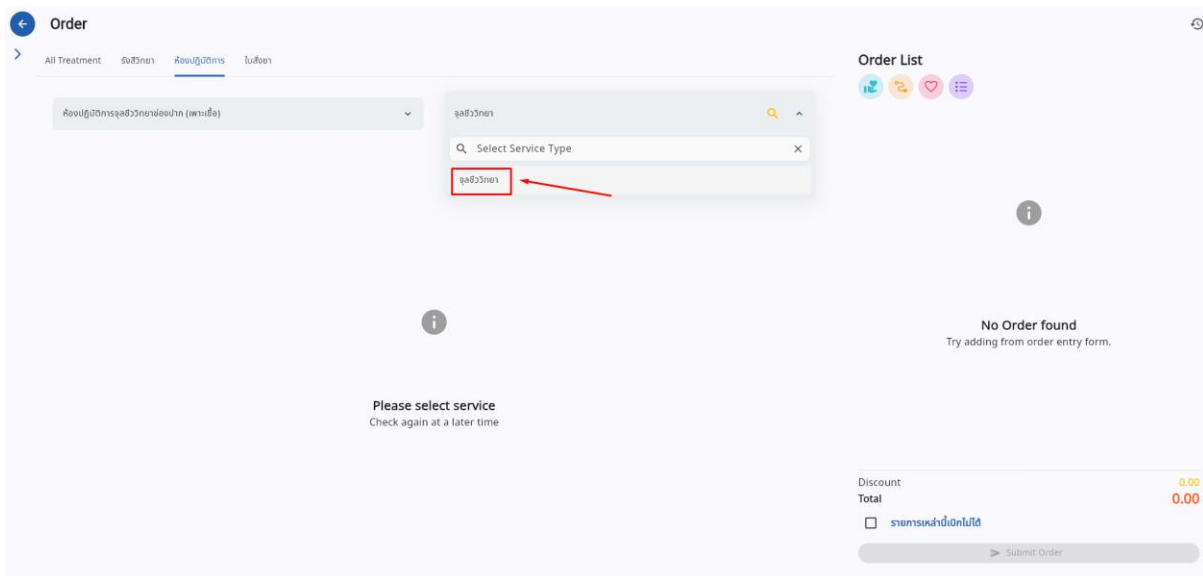 Order
All Treatment รังสีวิทยา ห้องปฏิบัติการ ใบสั่งยา
ห้องปฏิบัติการจุลชีววิทยาช่องปาก (เพาะเชื้อ)
จุลชีววิทยา
Select Service Type
จุลชีววิทยา
Please select service
Check again at a later time
Order List
No Order found
Try adding from order entry form.
Discount 0.00
Total 0.00
รายการเหล่านี้เบิกไม่ได้
Submit Order